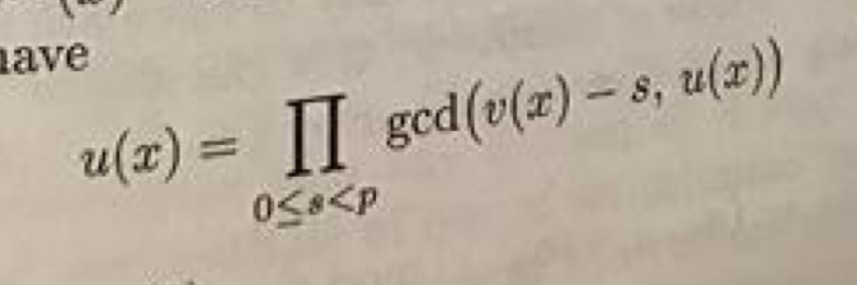 have
u(x) = ∏ gcd(v(x) − s, u(x))
0≤s<p